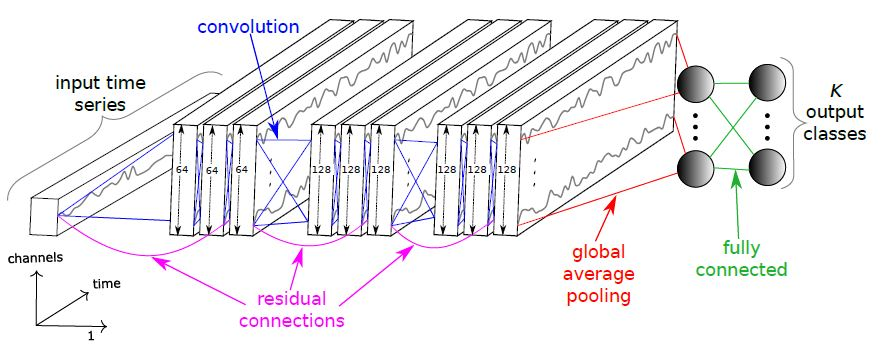 convolution
input time
series
64
64
64
128
128
128
128
128
128
K
output
classes
channels
time
1
residual
connections
global
average
pooling
fully
connected